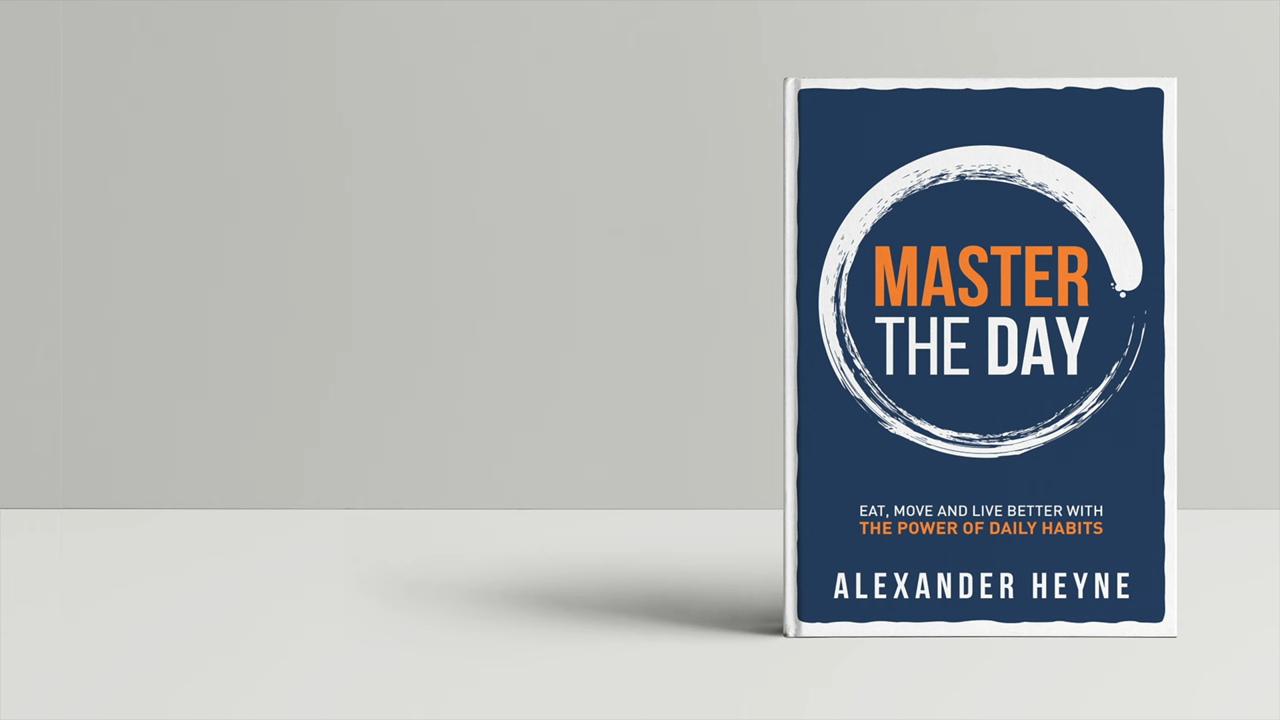 MASTER
THE DAY
EAT, MOVE AND LIVE BETTER WITH
THE POWER OF DAILY HABITS
ALEXANDER HEYNE